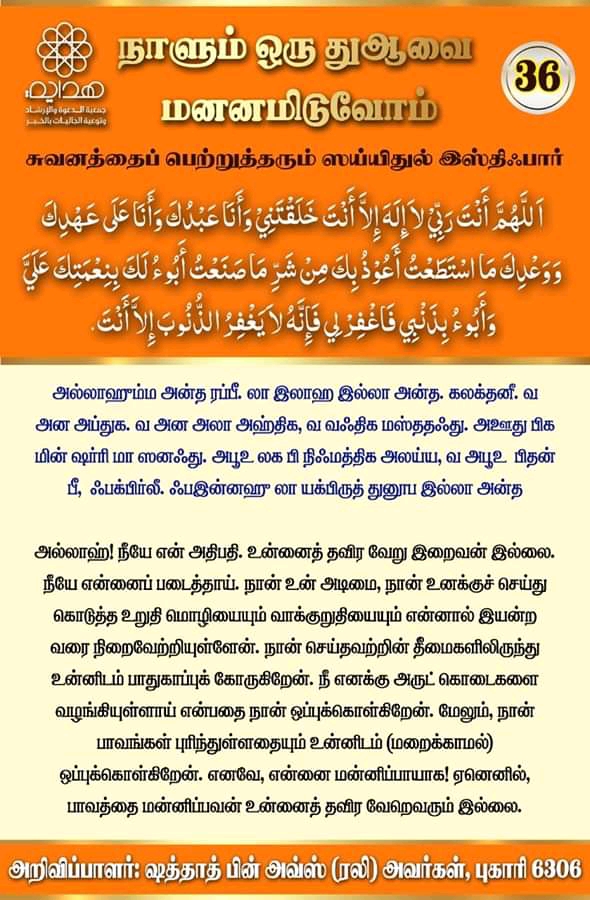 நாளும் ஒரு துஆவை
மனனமிடுவோம்
36
هداية
جمعية الدعوة والإرشاد
وتوعية الجاليات بالخبر
சுவனத்தைப் பெற்றுத்தரும் ஸய்யிதுல் இஸ்திஃபார்
اَللَّهُمَّ أَنْتَ رَبِّيْ لاَ إِلَهَ إِلاَّ أَنْتَ خَلَقْتَنِيْ وَأَنَا عَبْدُكَ وَأَنَا عَلَى عَهْدِكَ
وَوَعْدِكَ مَا اسْتَطَعْتُ أَعُوْذُ بِكَ مِنْ شَرِّ مَا صَنَعْتُ أَبُوءُ لَكَ بِنِعْمَتِكَ عَلَيَّ
وَأَبُوءُ بِذَنْبِي فَاغْفِرْ لِي فَإِنَّهُ لاَ يَغْفِرُ الذُّنُوبَ إِلاَّ أَنْتَ.
அல்லாஹும்ம அன்த ரப்பீ. லா இலாஹ இல்லா அன்த. கலக்தனீ. வ
அன அப்துக. வ அன அலா அஹ்திக, வ வஃதிக மஸ்ததஃது. அஊது பிக
மின் ஷர்ரி மா ஸனஃது. அபூஉ லக பி நிஃமத்திக அலய்ய, வ அபூஉ பிதன்
பீ, ஃபக்பிர்லீ. ஃபஇன்னஹு லா யக்பிருத் துனூப இல்லா அன்த
அல்லாஹ்! நீயே என் அதிபதி. உன்னைத் தவிர வேறு இறைவன் இல்லை.
நீயே என்னைப் படைத்தாய். நான் உன் அடிமை, நான் உனக்குச் செய்து
கொடுத்த உறுதி மொழியையும் வாக்குறுதியையும் என்னால் இயன்ற
வரை நிறைவேற்றியுள்ளேன். நான் செய்தவற்றின் தீமைகளிலிருந்து
உன்னிடம் பாதுகாப்புக் கோருகிறேன். நீ எனக்கு அருட் கொடைகளை
வழங்கியுள்ளாய் என்பதை நான் ஒப்புக்கொள்கிறேன். மேலும், நான்
பாவங்கள் புரிந்துள்ளதையும் உன்னிடம் (மறைக்காமல்)
ஒப்புக்கொள்கிறேன். எனவே, என்னை மன்னிப்பாயாக! ஏனெனில்,
பாவத்தை மன்னிப்பவன் உன்னைத் தவிர வேறெவரும் இல்லை.
அறிவிப்பாளர்: ஷத்தாத் பின் அவ்ஸ் (ரலி) அவர்கள், புகாரி 6306